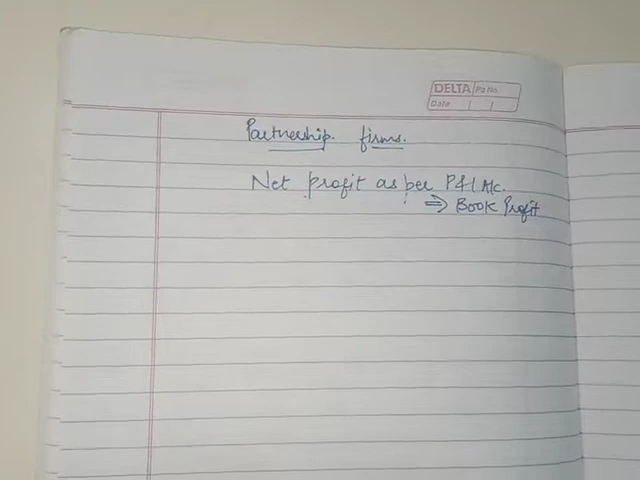 DELTA Pg No.
Date / /
Partnership firms.
Net profit as per P&L A/c.
⇒ Book Profit